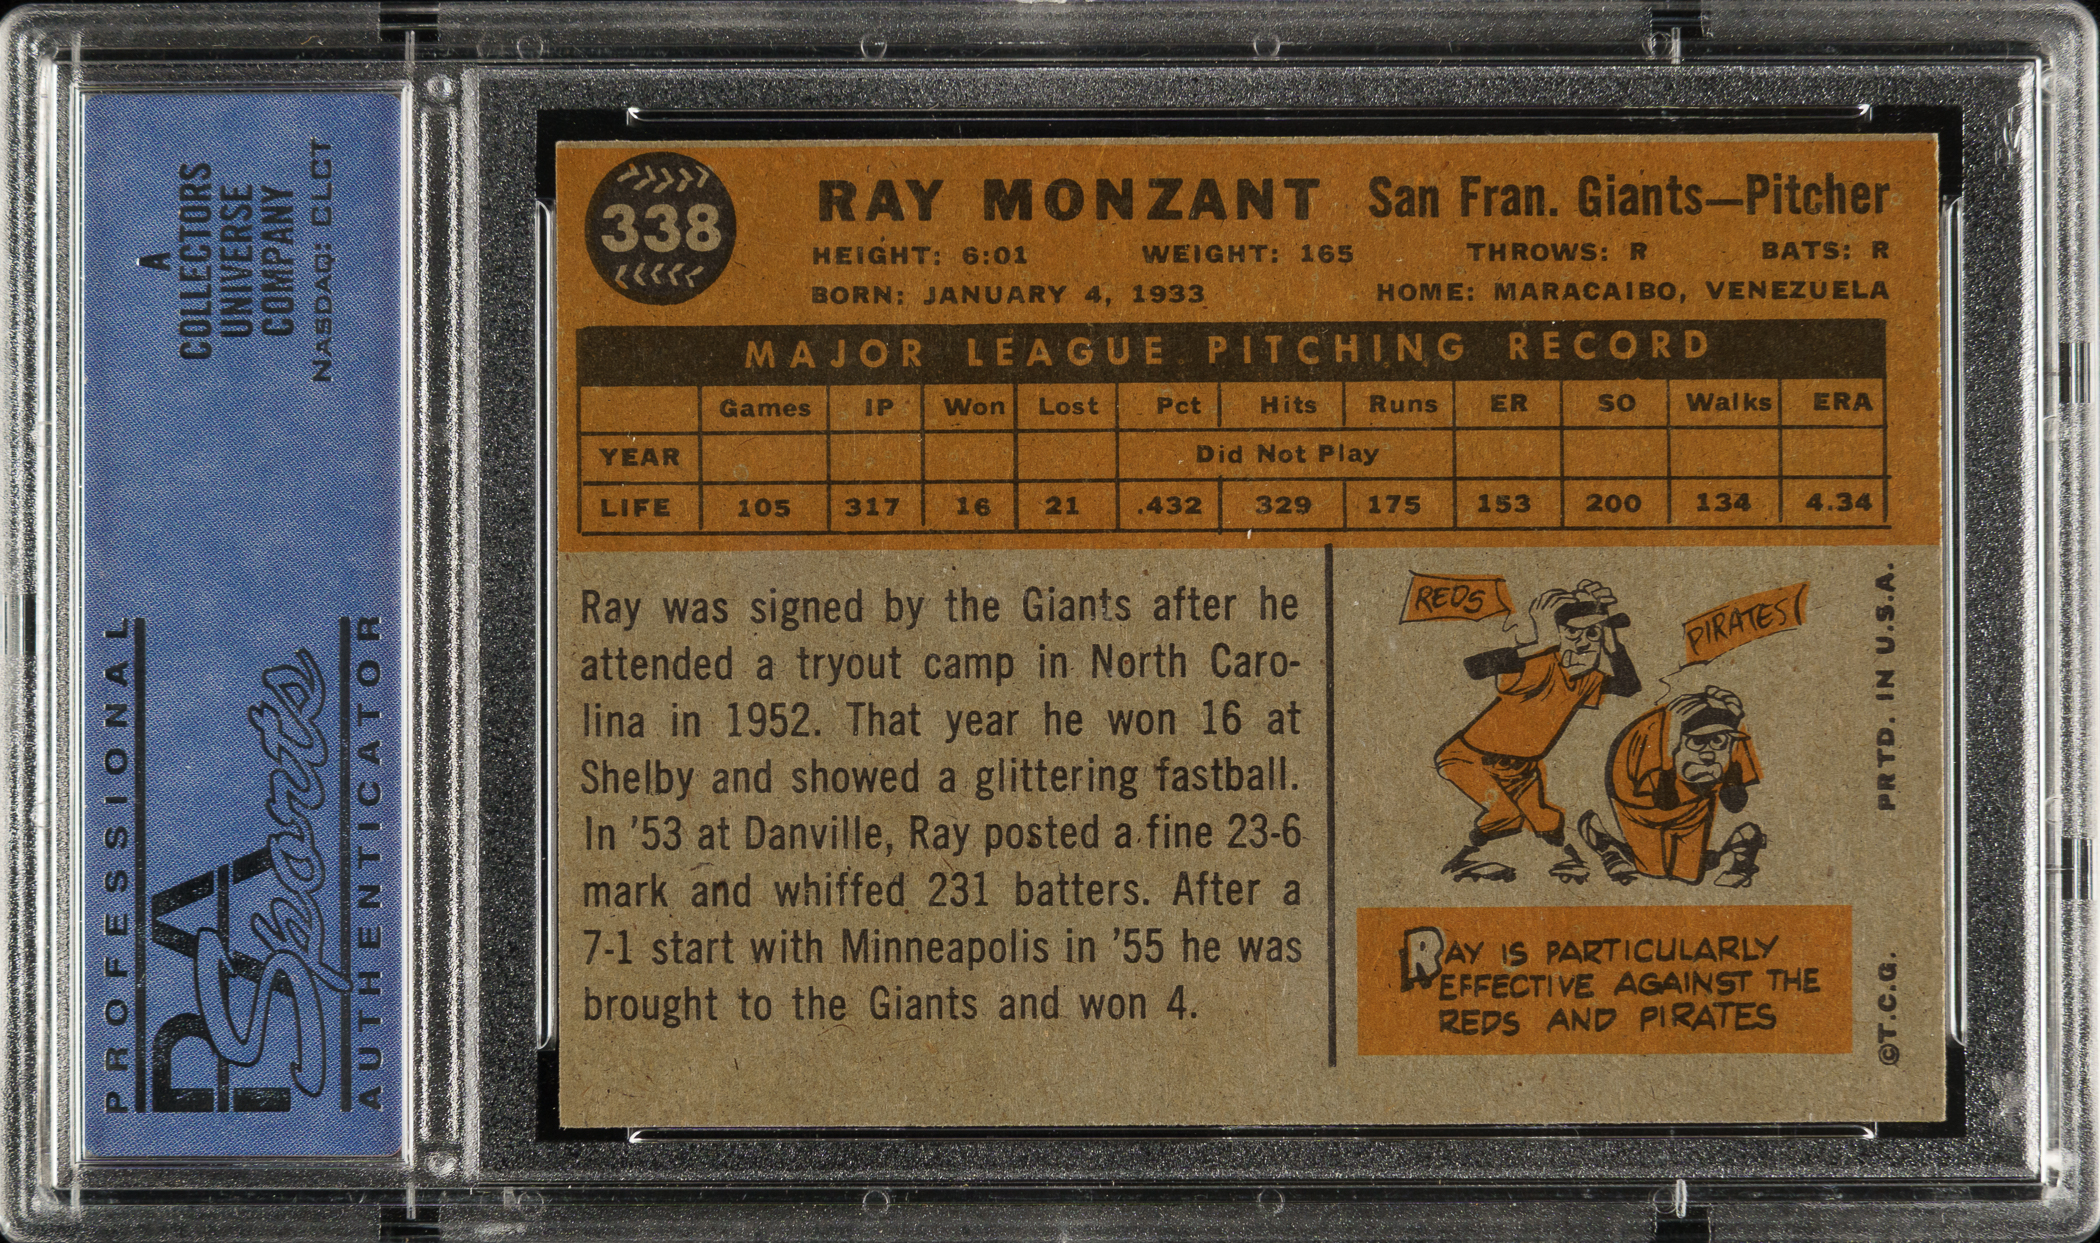 A
COLLECTORS
UNIVERSE
COMPANY
NASDAQ: CLCT
PROFESSIONAL
PSA
Sports
AUTHENTICATOR
338
RAY MONZANT San Fran. Giants—Pitcher
HEIGHT: 6:01 WEIGHT: 165 THROWS: R BATS: R
BORN: JANUARY 4, 1933 HOME: MARACAIBO, VENEZUELA
MAJOR LEAGUE PITCHING RECORD
Games IP Won Lost Pct Hits Runs ER SO Walks ERA
YEAR Did Not Play
LIFE 105 317 16 21 .432 329 175 153 200 134 4.34
Ray was signed by the Giants after he
attended a tryout camp in North Caro-
lina in 1952. That year he won 16 at
Shelby and showed a glittering fastball.
In '53 at Danville, Ray posted a fine 23-6
mark and whiffed 231 batters. After a
7-1 start with Minneapolis in '55 he was
brought to the Giants and won 4.
REDS
PIRATES
RAY IS PARTICULARLY
EFFECTIVE AGAINST THE
REDS AND PIRATES
©T.C.G. PRTD. IN U.S.A.